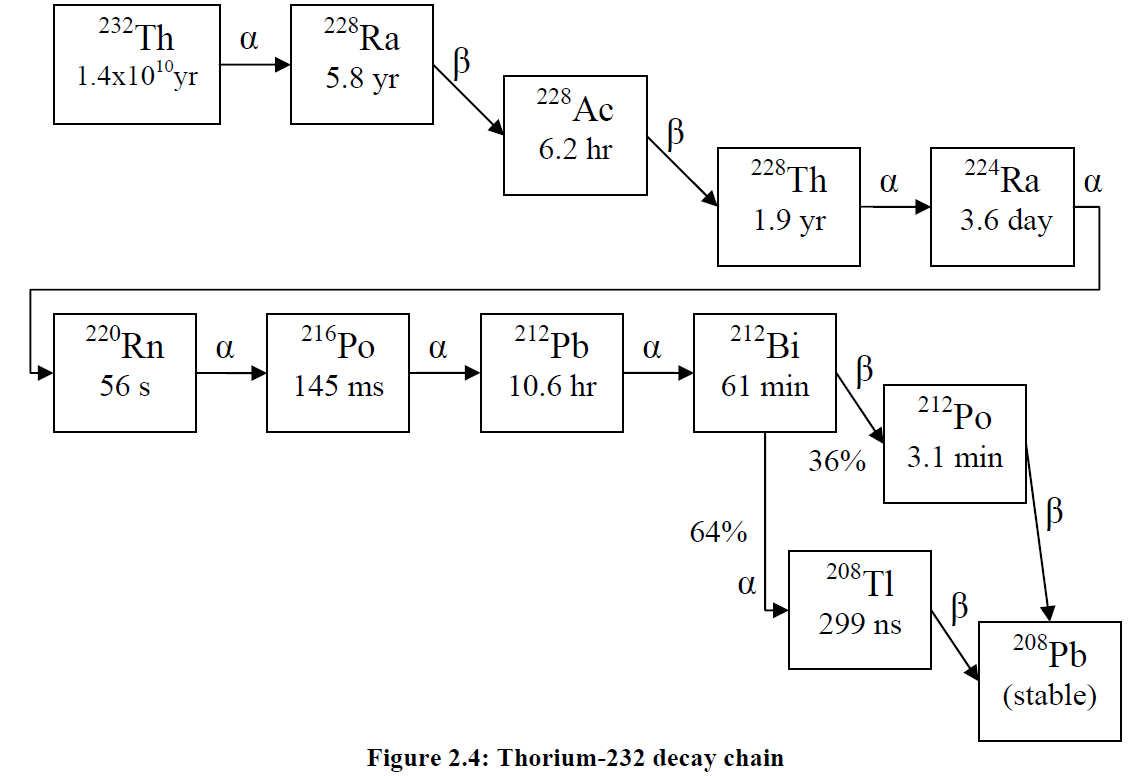 ²³²Th
1.4x10¹⁰yr
α
²²⁸Ra
5.8 yr
β
²²⁸Ac
6.2 hr
β
²²⁸Th
1.9 yr
α
²²⁴Ra
3.6 day
α
²²⁰Rn
56 s
α
²¹⁶Po
145 ms
α
²¹²Pb
10.6 hr
α
²¹²Bi
61 min
β
36%
²¹²Po
3.1 min
β
64%
α
²⁰⁸Tl
299 ns
β
²⁰⁸Pb
(stable)
Figure 2.4: Thorium-232 decay chain